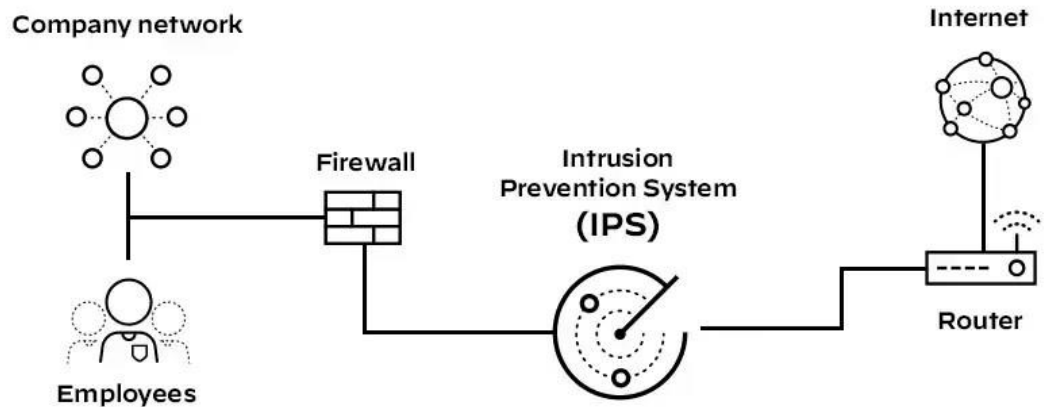 Company network
Internet
Firewall
Intrusion
Prevention System
(IPS)
Router
Employees